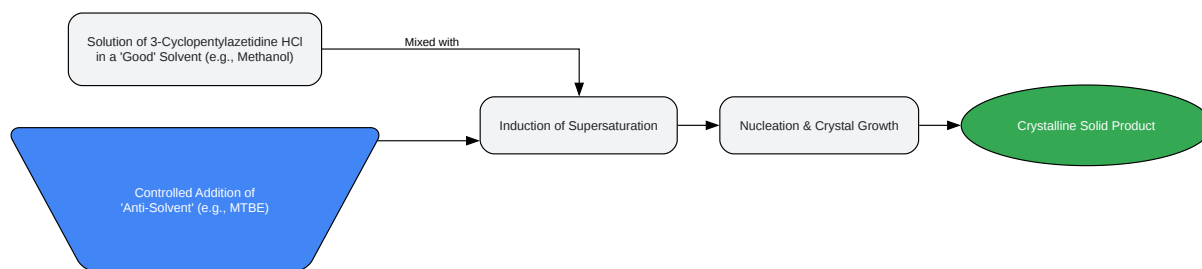 Solution of 3-Cyclopentylazetidine HCl
in a 'Good' Solvent (e.g., Methanol)
Mixed with
Controlled Addition of
'Anti-Solvent' (e.g., MTBE)
Induction of Supersaturation
Nucleation & Crystal Growth
Crystalline Solid Product